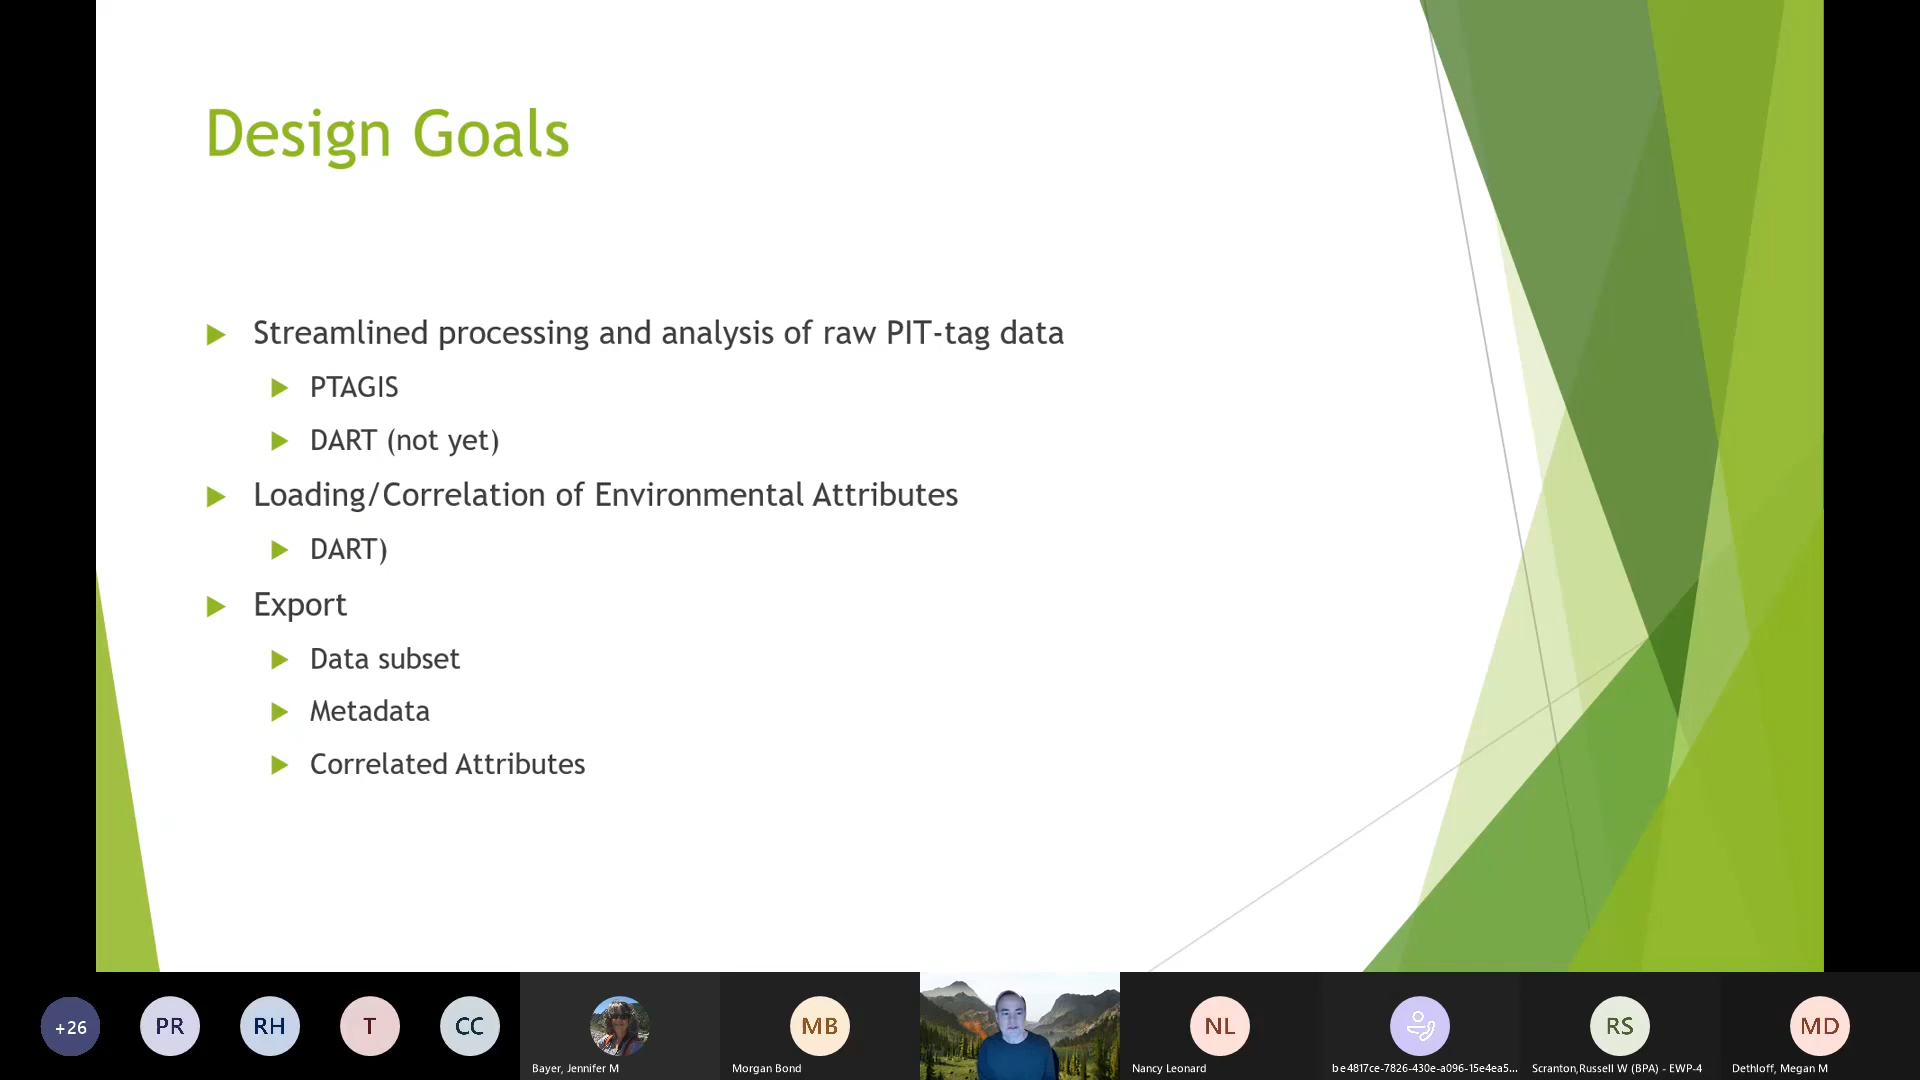 Design Goals
Streamlined processing and analysis of raw PIT-tag data
PTAGIS
DART (not yet)
Loading/Correlation of Environmental Attributes
DART)
Export
Data subset
Metadata
Correlated Attributes
+26
PR
RH
T
CC
Bayer, Jennifer M
MB
Morgan Bond
NL
Nancy Leonard
be4817ce-7826-430e-a096-15e4ea5...
RS
Scranton,Russell W (BPA) - EWP-4
MD
Dethloff, Megan M